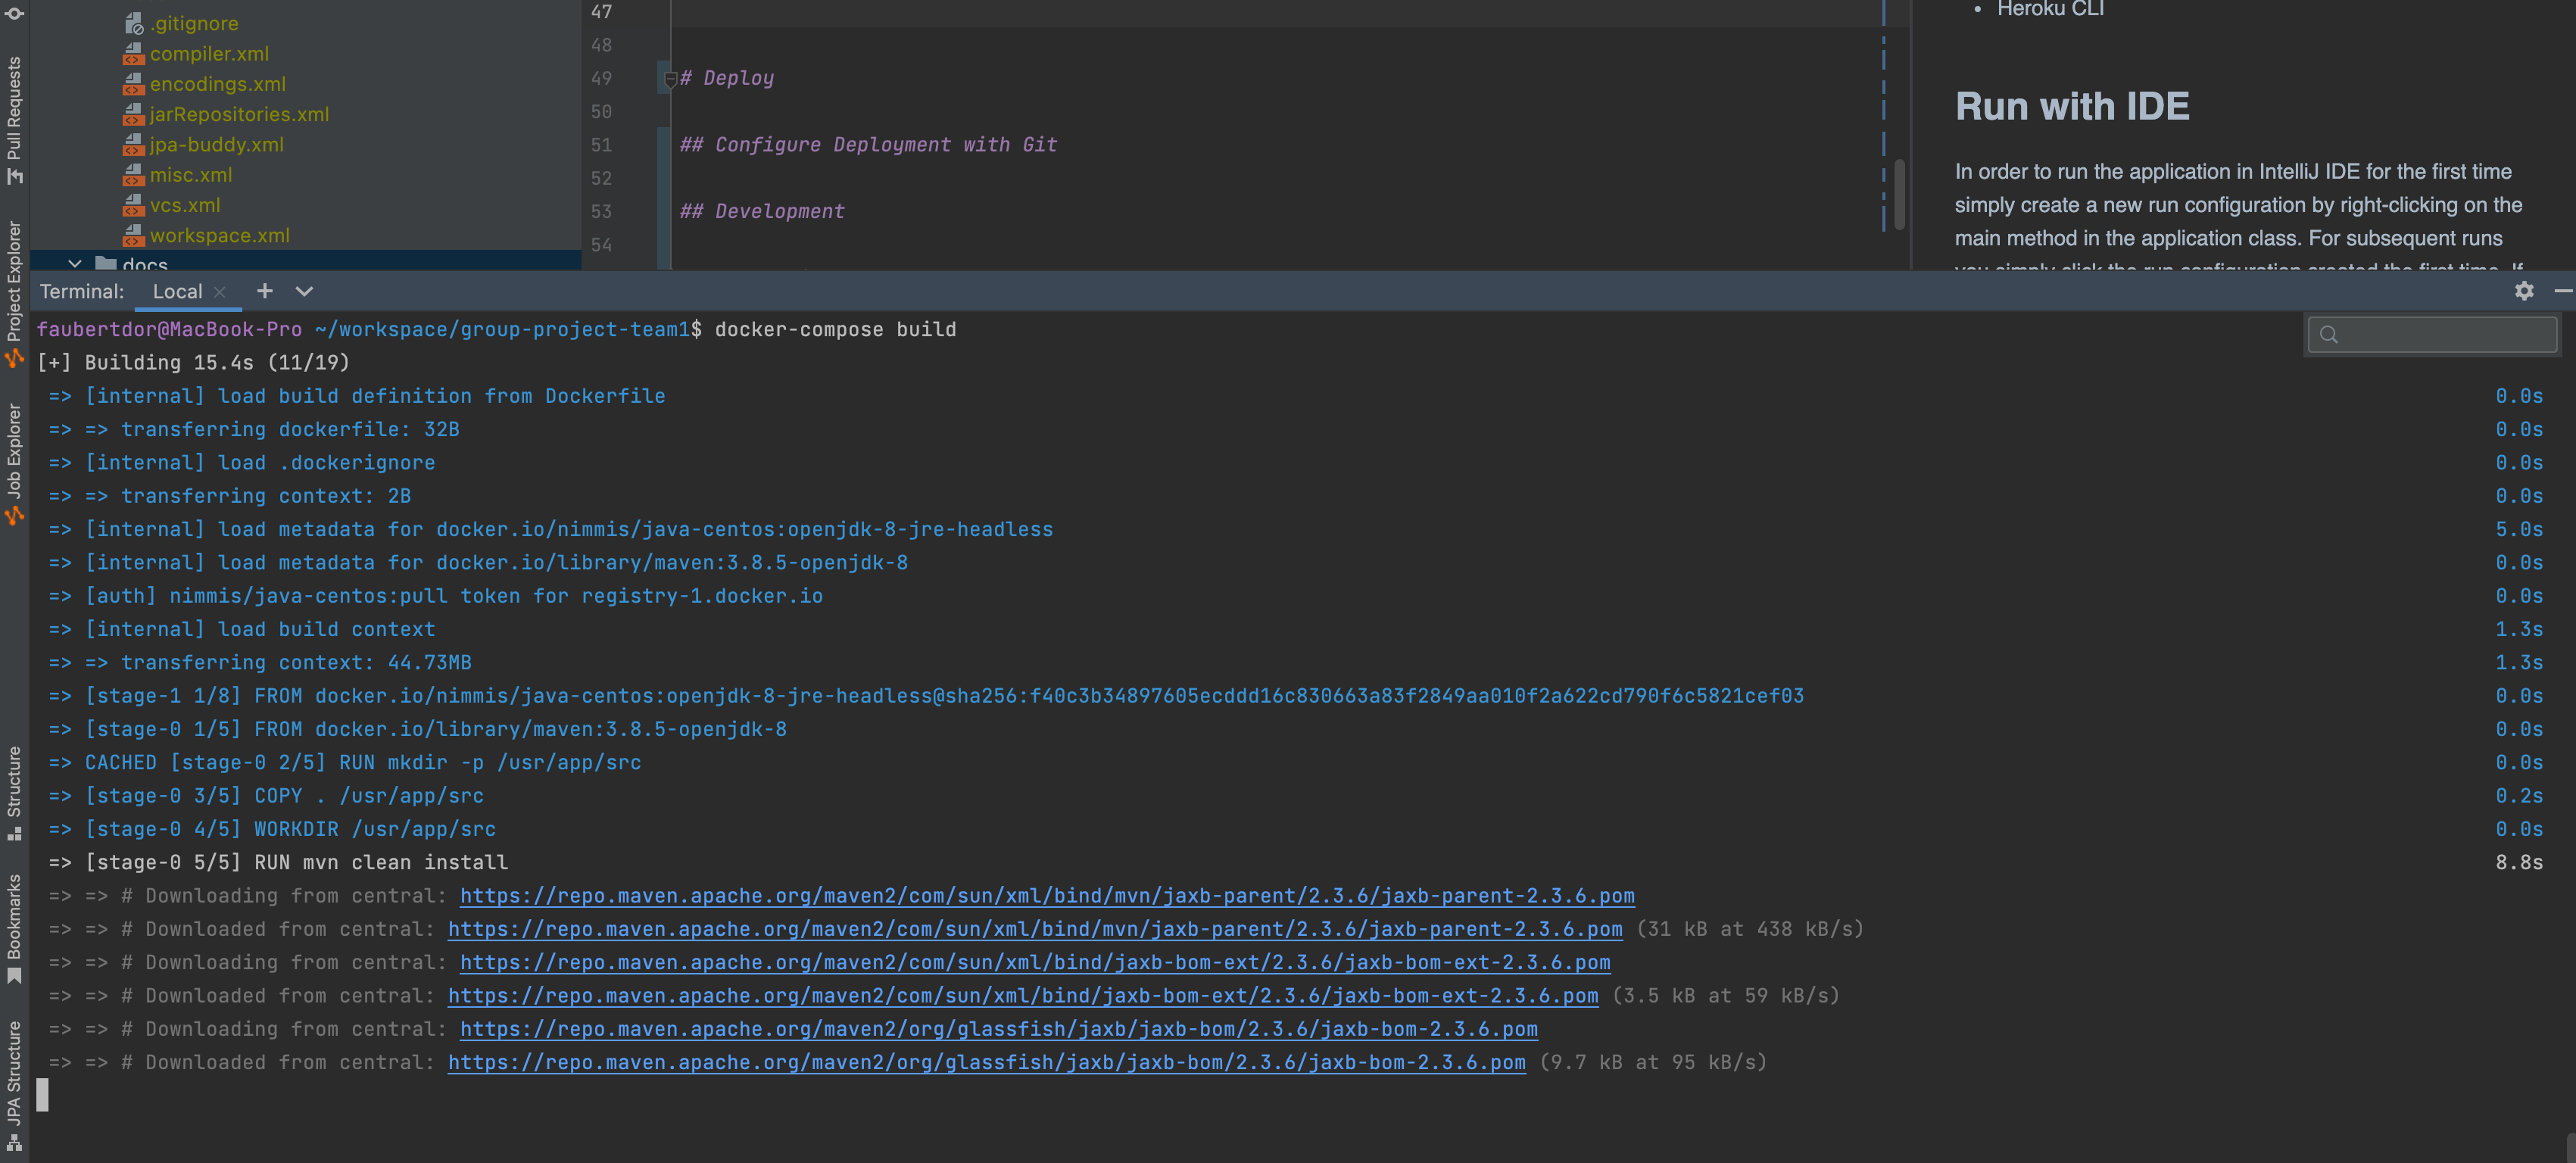 .gitignore
compiler.xml
encodings.xml
jarRepositories.xml
jpa-buddy.xml
misc.xml
vcs.xml
workspace.xml
docs
47
48
49 # Deploy
50
51 ## Configure Deployment with Git
52
53 ## Development
54
• Heroku CLI
Run with IDE
In order to run the application in IntelliJ IDE for the first time
simply create a new run configuration by right-clicking on the
main method in the application class. For subsequent runs
you simply click the run configuration created the first time. If
Pull Requests
Project Explorer
Job Explorer
Structure
Bookmarks
JPA Structure
Terminal: Local
faubertdor@MacBook-Pro ~/workspace/group-project-team1$ docker-compose build
[+] Building 15.4s (11/19)
=> [internal] load build definition from Dockerfile 0.0s
=> => transferring dockerfile: 32B 0.0s
=> [internal] load .dockerignore 0.0s
=> => transferring context: 2B 0.0s
=> [internal] load metadata for docker.io/nimmis/java-centos:openjdk-8-jre-headless 5.0s
=> [internal] load metadata for docker.io/library/maven:3.8.5-openjdk-8 0.0s
=> [auth] nimmis/java-centos:pull token for registry-1.docker.io 0.0s
=> [internal] load build context 1.3s
=> => transferring context: 44.73MB 1.3s
=> [stage-1 1/8] FROM docker.io/nimmis/java-centos:openjdk-8-jre-headless@sha256:f40c3b34897605ecddd16c830663a83f2849aa010f2a622cd790f6c5821cef03 0.0s
=> [stage-0 1/5] FROM docker.io/library/maven:3.8.5-openjdk-8 0.0s
=> CACHED [stage-0 2/5] RUN mkdir -p /usr/app/src 0.0s
=> [stage-0 3/5] COPY . /usr/app/src 0.2s
=> [stage-0 4/5] WORKDIR /usr/app/src 0.0s
=> [stage-0 5/5] RUN mvn clean install 8.8s
=> => # Downloading from central: https://repo.maven.apache.org/maven2/com/sun/xml/bind/mvn/jaxb-parent/2.3.6/jaxb-parent-2.3.6.pom
=> => # Downloaded from central: https://repo.maven.apache.org/maven2/com/sun/xml/bind/mvn/jaxb-parent/2.3.6/jaxb-parent-2.3.6.pom (31 kB at 438 kB/s)
=> => # Downloading from central: https://repo.maven.apache.org/maven2/com/sun/xml/bind/jaxb-bom-ext/2.3.6/jaxb-bom-ext-2.3.6.pom
=> => # Downloaded from central: https://repo.maven.apache.org/maven2/com/sun/xml/bind/jaxb-bom-ext/2.3.6/jaxb-bom-ext-2.3.6.pom (3.5 kB at 59 kB/s)
=> => # Downloading from central: https://repo.maven.apache.org/maven2/org/glassfish/jaxb/jaxb-bom/2.3.6/jaxb-bom-2.3.6.pom
=> => # Downloaded from central: https://repo.maven.apache.org/maven2/org/glassfish/jaxb/jaxb-bom/2.3.6/jaxb-bom-2.3.6.pom (9.7 kB at 95 kB/s)